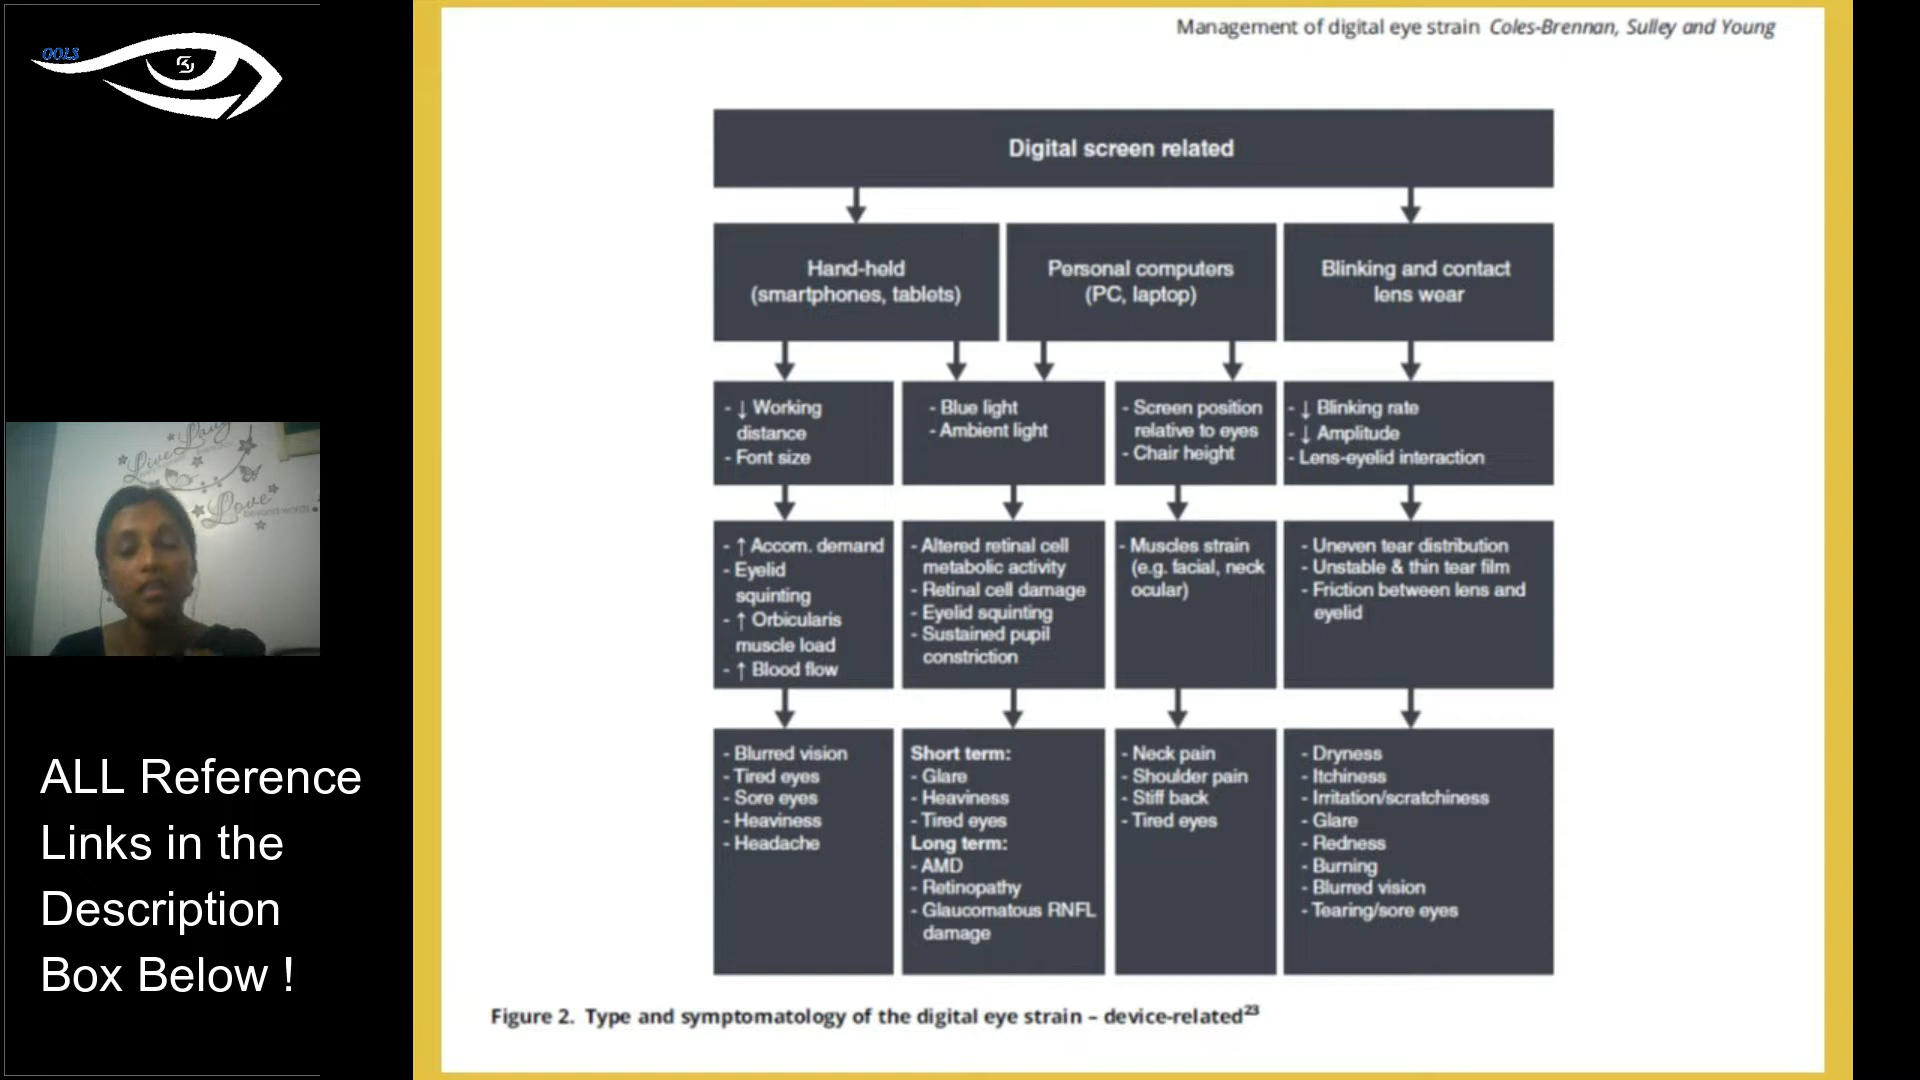 OOLS
Management of digital eye strain Coles-Brennan, Sulley and Young
Digital screen related
Hand-held
(smartphones, tablets)
Personal computers
(PC, laptop)
Blinking and contact
lens wear
- ↓ Working
distance
- Font size
- Blue light
- Ambient light
- Screen position
relative to eyes
- Chair height
- ↓ Blinking rate
- ↓ Amplitude
- Lens-eyelid interaction
- ↑ Accom. demand
- Eyelid
squinting
- ↑ Orbicularis
muscle load
- ↑ Blood flow
- Altered retinal cell
metabolic activity
- Retinal cell damage
- Eyelid squinting
- Sustained pupil
constriction
- Muscles strain
(e.g. facial, neck
ocular)
- Uneven tear distribution
- Unstable & thin tear film
- Friction between lens and
eyelid
- Blurred vision
- Tired eyes
- Sore eyes
- Heaviness
- Headache
Short term:
- Glare
- Heaviness
- Tired eyes
Long term:
- AMD
- Retinopathy
- Glaucomatous RNFL
damage
- Neck pain
- Shoulder pain
- Stiff back
- Tired eyes
- Dryness
- Itchiness
- Irritation/scratchiness
- Glare
- Redness
- Burning
- Blurred vision
- Tearing/sore eyes
Figure 2. Type and symptomatology of the digital eye strain – device-related23
Live
Laugh
Love
beyond words
ALL Reference
Links in the
Description
Box Below !